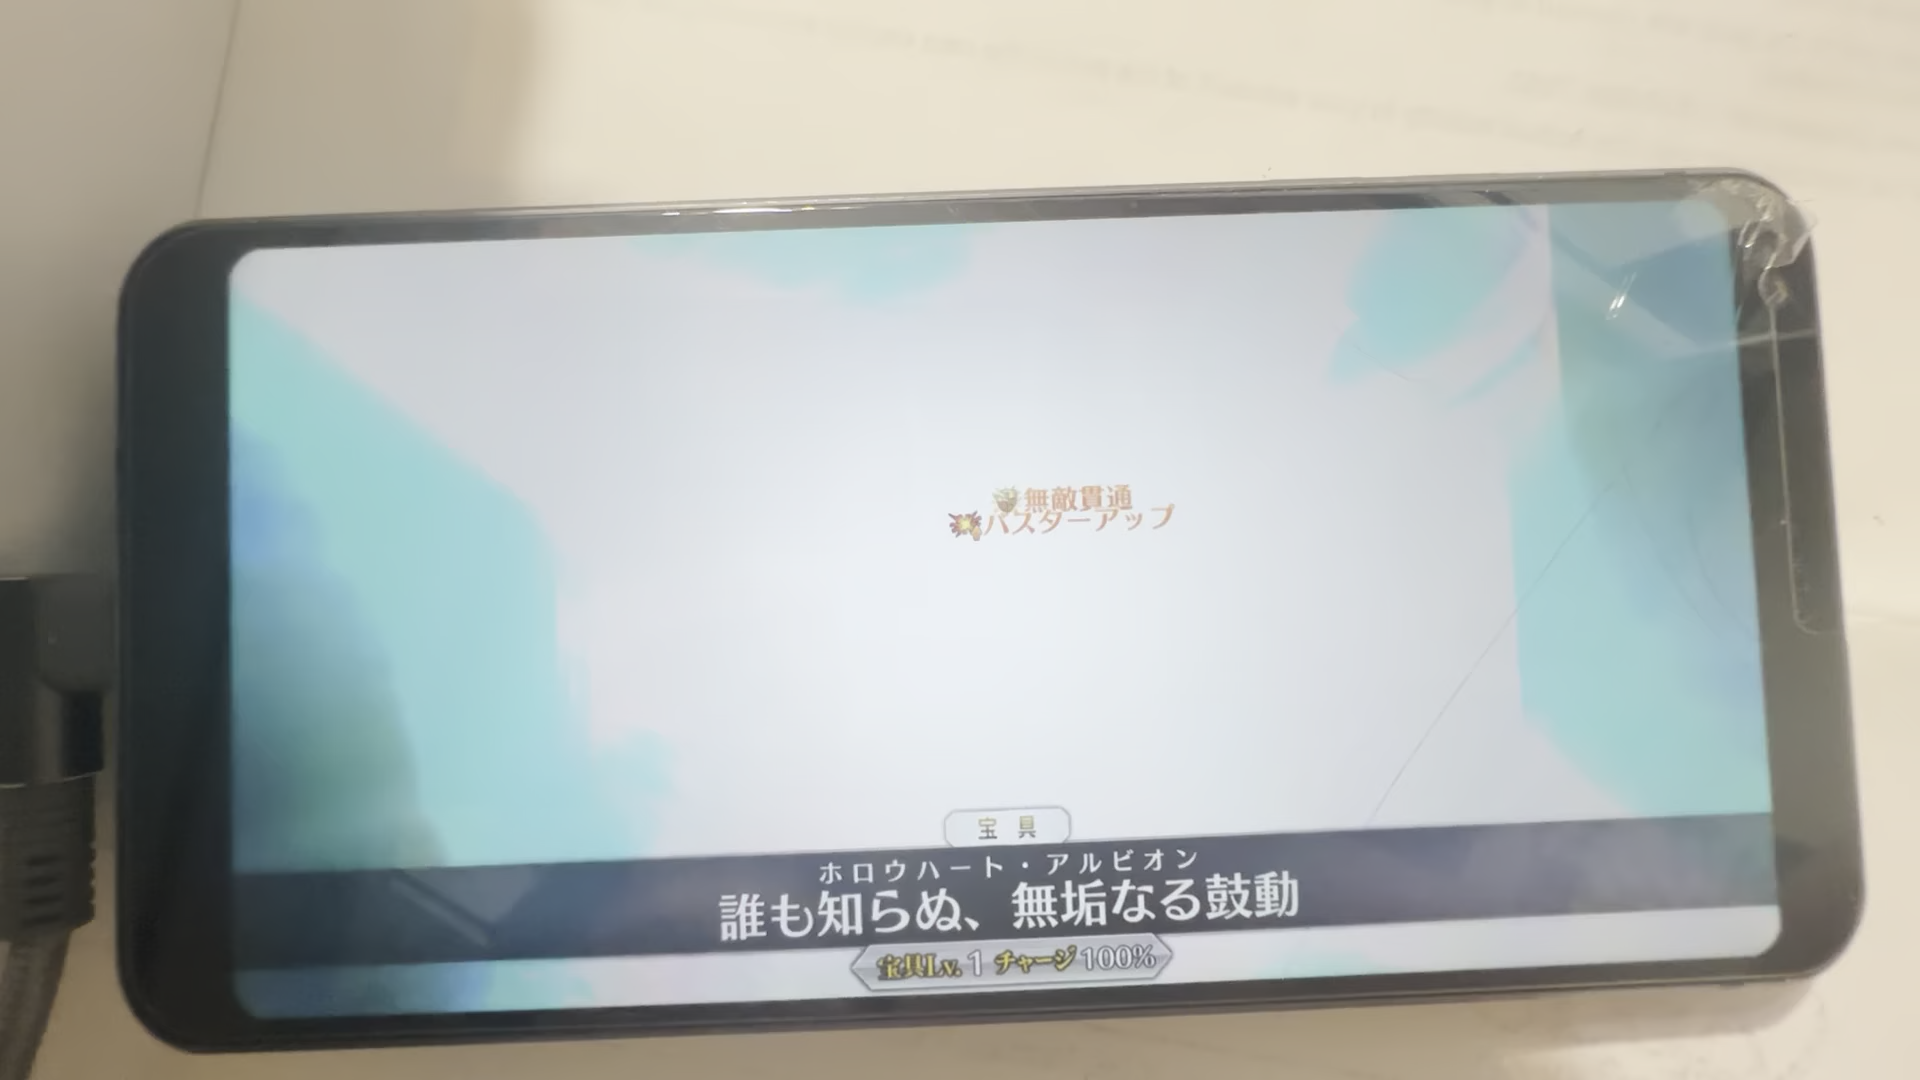 無敵貫通
バスターアップ
宝具
ホロウハート・アルビオン
誰も知らぬ、無垢なる鼓動
宝具Lv.1 チャージ100%